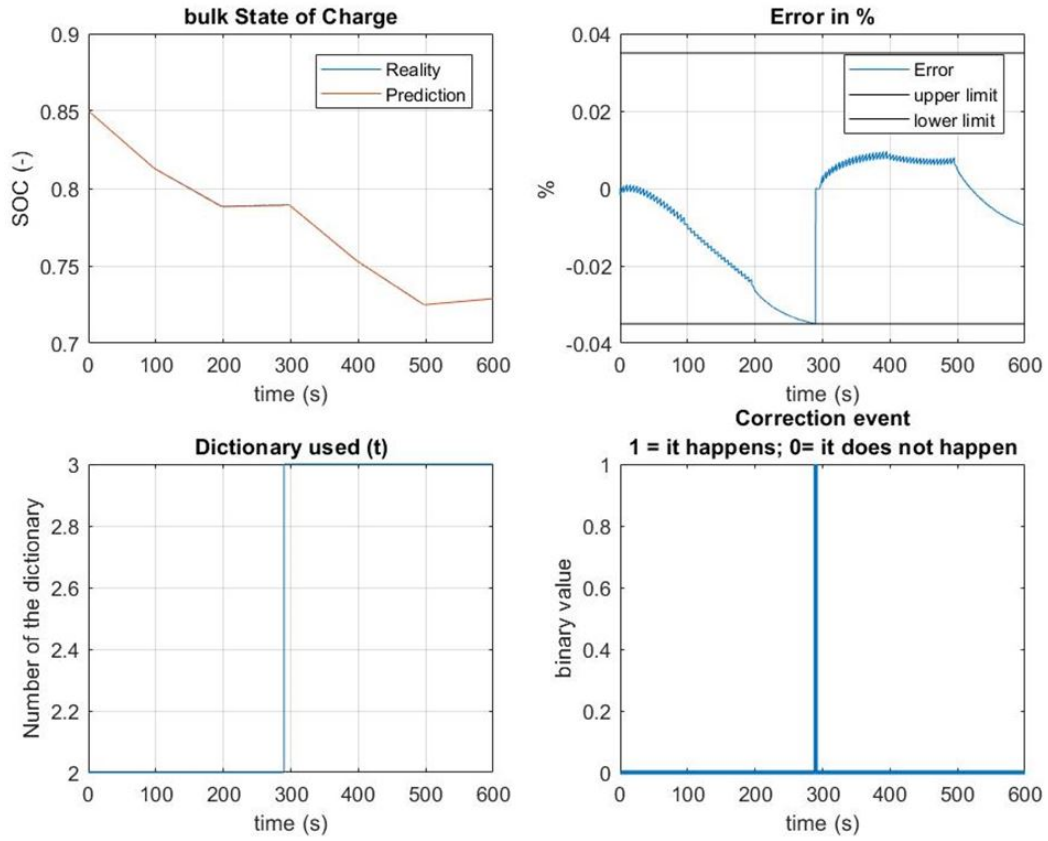 bulk State of Charge
0.9
0.85
0.8
0.75
0.7
SOC (-)
Reality
Prediction
0 100 200 300 400 500 600
time (s)
Error in %
0.04
0.02
0
-0.02
-0.04
%
Error
upper limit
lower limit
0 100 200 300 400 500 600
time (s)
Dictionary used (t)
3
2.8
2.6
2.4
2.2
2
Number of the dictionary
0 100 200 300 400 500 600
time (s)
Correction event
1 = it happens; 0= it does not happen
1
0.8
0.6
0.4
0.2
0
binary value
0 100 200 300 400 500 600
time (s)